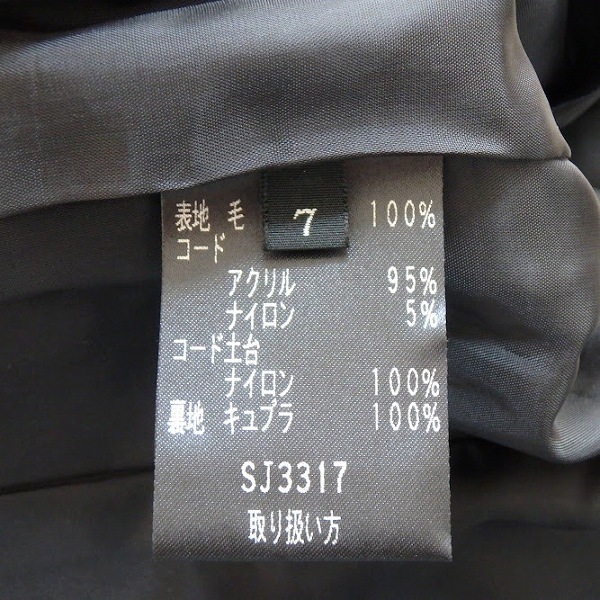 7
表地 毛 100%
コード
アクリル 95%
ナイロン 5%
コード土台
ナイロン 100%
裏地 キュプラ 100%
SJ3317
取り扱い方